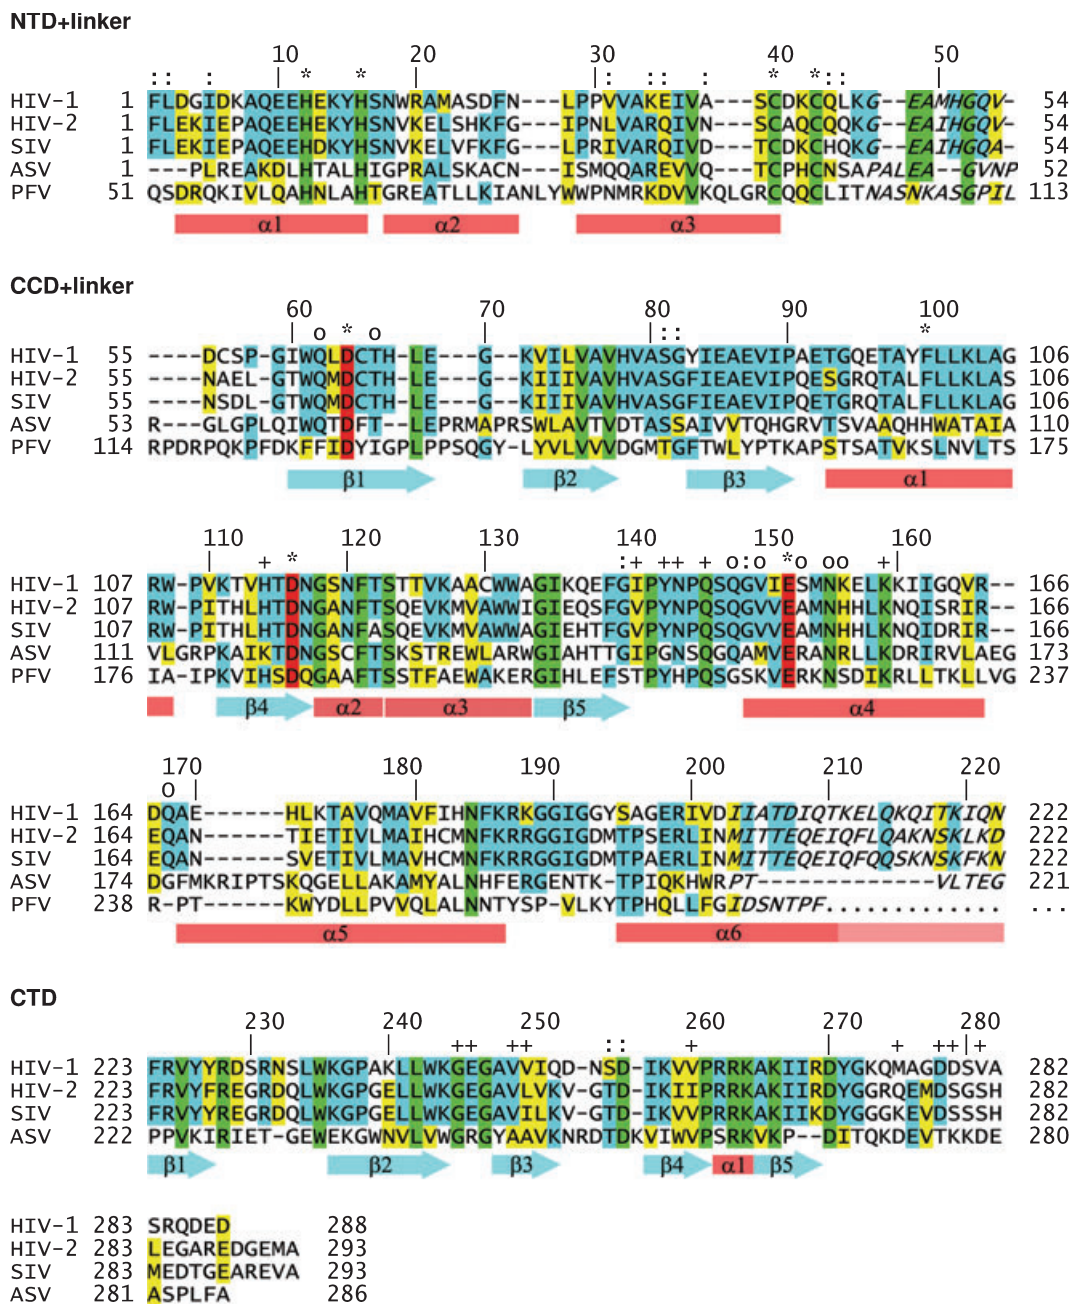 NTD+linker
10 20 30 40 50
:: : * * : :: : * *::
HIV-1 1 FLDGIDKAQEEHEKYHSNWRAMASDFN---LPPVVAKEIVA---SCDKCQLKG--EAMHGQV- 54
HIV-2 1 FLEKIEPAQEEHEKYHSNVKELSHKFG---IPNLVARQIVN---SCAQCQQKG--EAIHGQV- 54
SIV 1 FLEKIEPAQEEHDKYHSNVKELVFKFG---LPRIVARQIVD---TCDKCHQKG--EAIHGQA- 54
ASV 1 ---PLREAKDLHTALHIGPRALSKACN---ISMQQAREVVQ---TCPHCNSAPALEA--GVNP 52
PFV 51 QSDRQKIVLQAHNLAHTGREATLLKIANLYWWPNMRKDVVKQLGRCQQCLITNASNKASGPIL 113
α1 α2 α3
CCD+linker
60 70 80 90 100
o * o :: *
HIV-1 55 ----DCSP-GIWQLDCTH-LE---G--KVILVAVHVASGYIEAEVIPAETGQETAYFLLKLAG 106
HIV-2 55 ----NAEL-GTWQMDCTH-LE---G--KIIIVAVHVASGFIEAEVIPQESGRQTALFLLKLAS 106
SIV 55 ----NSDL-GTWQMDCTH-LE---G--KIIIVAVHVASGFIEAEVIPQETGRQTALFLLKLAS 106
ASV 53 R---GLGPLQIWQTDFT--LEPRMAPRSWLAVTVDTASSAIVVTQHGRVTSVAAQHHWATAIA 110
PFV 114 RPDRPQKPFDKFFIDYIGPLPPSQGY-LYVLVVVDGMTGFTWLYPTKAPSTSATVKSLNVLTS 175
β1 β2 β3 α1
110 120 130 140 150 160
+ * :+ ++ + o:o *o oo +
HIV-1 107 RW-PVKTVHTDNGSNFTSTTVKAACWWAGIKQEFGIPYNPQSQGVIESMNKELKKIIGQVR-- 166
HIV-2 107 RW-PITHLHTDNGANFTSQEVKMVAWWIGIEQSFGVPYNPQSQGVVEAMNHHLKNQISRIR-- 166
SIV 107 RW-PITHLHTDNGANFASQEVKMVAWWAGIEHTFGVPYNPQSQGVVEAMNHHLKNQIDRIR-- 166
ASV 111 VLGRPKAIKTDNGSCFTSKSTREWLARWGIAHTTGIPGNSQGQAMVERANRLLKDRIRVLAEG 173
PFV 176 IA-IPKVIHSDQGAAFTSSTFAEWAKERGIHLEFSTPYHPQSGSKVERKNSDIKRLLTKLLVG 237
β4 α2 α3 β5 α4
170 180 190 200 210 220
o
HIV-1 164 DQAE------HLKTAVQMAVFIHNFKRKGGIGGYSAGERIVDIIATDIQTKELQKQITKIQN 222
HIV-2 164 EQAN------TIETIVLMAIHCMNFKRRGGIGDMTPSERLINMITTEQEIQFLQAKNSKLKD 222
SIV 164 EQAN------SVETIVLMAVHCMNFKRRGGIGDMTPAERLINMITTEQEIQFQQSKNSKFKN 222
ASV 174 DGFMKRIPTSKQGELLAKAMYALNHFERGENTK-TPIQKHWRPT-------------VLTEG 221
PFV 238 R-PT------KWYDLLPVVQLALNNTYSP-VLKYTPHQLLFGIDSNTPF............. ...
α5 α6
CTD
230 240 250 260 270 280
++ ++ :: + + ++ +
HIV-1 223 FRVYYRDSRNSLWKGPAKLLWKGEGAVVIQD-NSD-IKVVPRRKAKIIRDYGKQMAGDDSVA 282
HIV-2 223 FRVYFREGRDQLWKGPGELLWKGEGAVLVKV-GTD-IKIIPRRKAKIIRDYGGRQEMDSGSH 282
SIV 223 FRVYYREGRDQLWKGPGELLWKGEGAVILKV-GTD-IKVVPRRKAKIIKDYGGGKEVDSSSH 282
ASV 222 PPVKIRIET-GEWEKGWNVLVWGRGYAAVKNRDTDKVIWVPSRKVKP--DITQKDEVTKKDE 280
β1 β2 β3 β4 α1 β5
HIV-1 283 SRQDED 288
HIV-2 283 LEGAREDGEMA 293
SIV 283 MEDTGEAREVA 293
ASV 281 ASPLFA 286